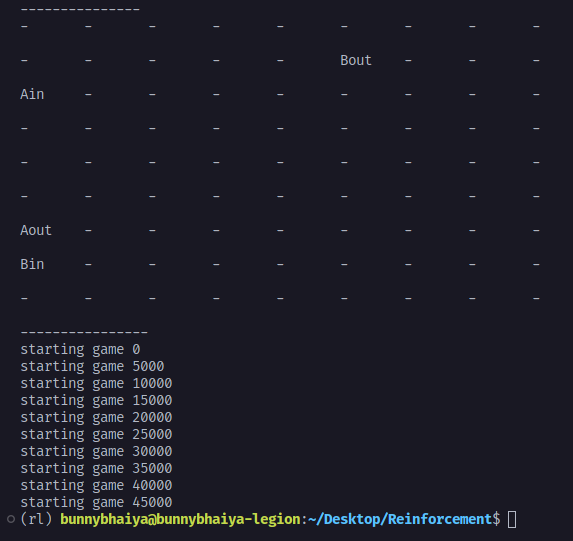 ---------------
-	-	-	-	-	-	-	-	-
-	-	-	-	-	Bout	-	-	-
Ain	-	-	-	-	-	-	-	-
-	-	-	-	-	-	-	-	-
-	-	-	-	-	-	-	-	-
-	-	-	-	-	-	-	-	-
Aout	-	-	-	-	-	-	-	-
Bin	-	-	-	-	-	-	-	-
-	-	-	-	-	-	-	-	-
----------------
starting game 0
starting game 5000
starting game 10000
starting game 15000
starting game 20000
starting game 25000
starting game 30000
starting game 35000
starting game 40000
starting game 45000
(rl) bunnybhaiya@bunnybhaiya-legion:~/Desktop/Reinforcement$